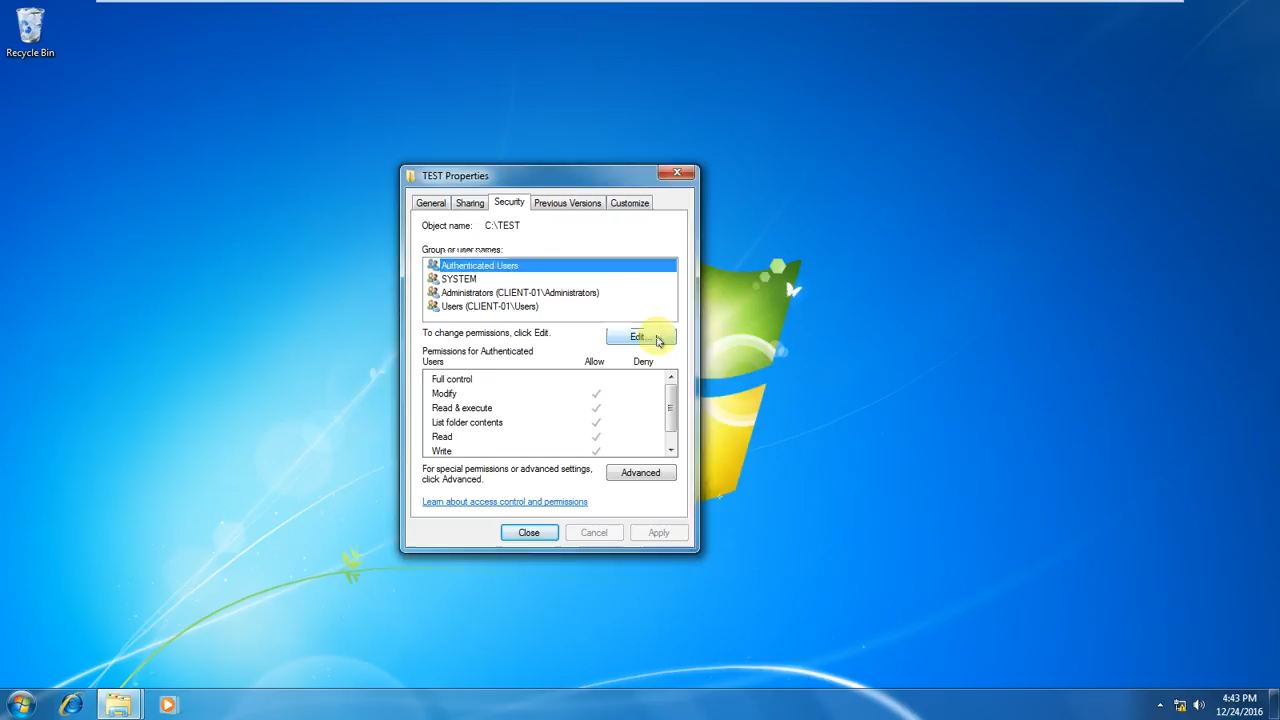 Recycle Bin
TEST Properties
General Sharing Security Previous Versions Customize
Object name: C:\TEST
Group or user names:
Authenticated Users
SYSTEM
Administrators (CLIENT-01\Administrators)
Users (CLIENT-01\Users)
To change permissions, click Edit.
Edit...
Permissions for Authenticated
Users
Allow Deny
Full control
Modify
Read & execute
List folder contents
Read
Write
For special permissions or advanced settings,
click Advanced.
Advanced
Learn about access control and permissions
Close Cancel Apply
4:43 PM
12/24/2016